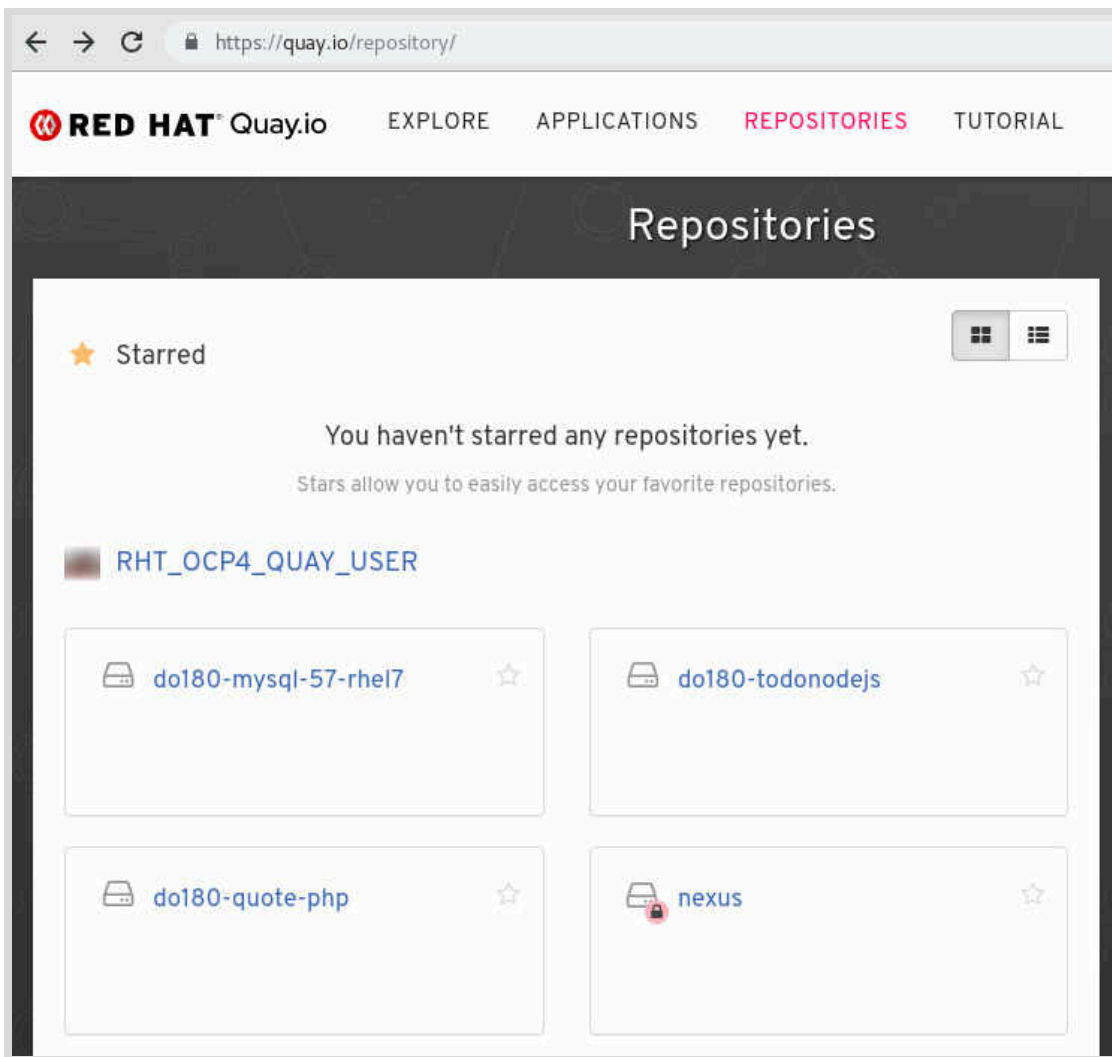 https://quay.io/repository/
RED HAT Quay.io EXPLORE APPLICATIONS REPOSITORIES TUTORIAL
Repositories
Starred
You haven't starred any repositories yet.
Stars allow you to easily access your favorite repositories.
RHT_OCP4_QUAY_USER
do180-mysql-57-rhel7 do180-todonodejs
do180-quote-php nexus